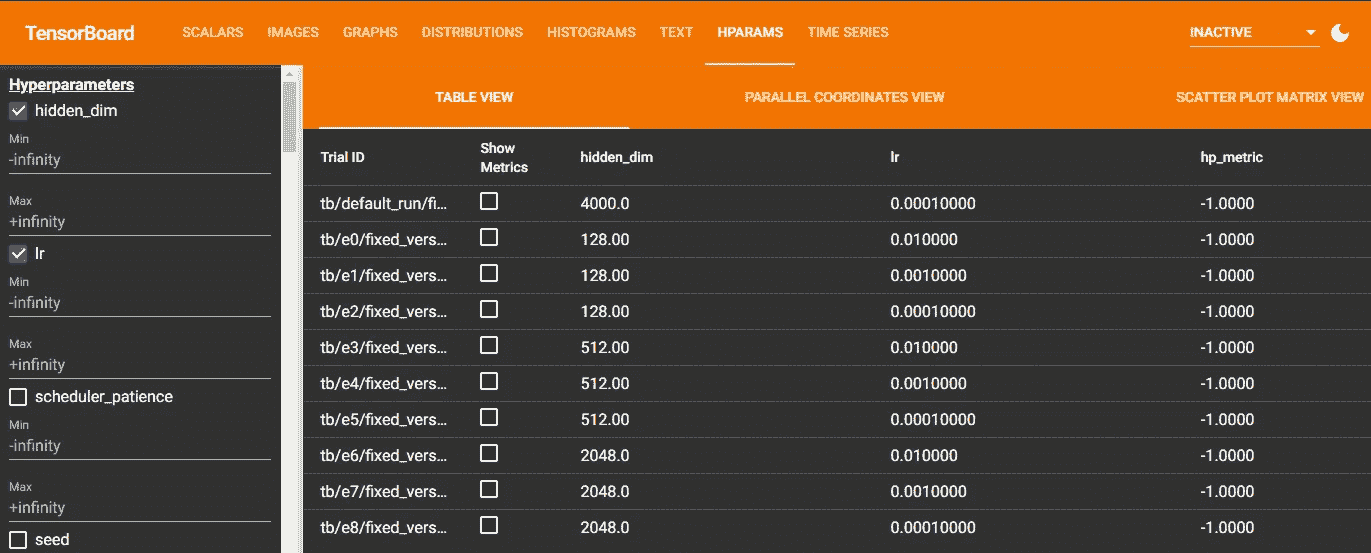 TensorBoard SCALARS IMAGES GRAPHS DISTRIBUTIONS HISTOGRAMS TEXT HPARAMS TIME SERIES INACTIVE
Hyperparameters
hidden_dim
Min
-infinity
Max
+infinity
lr
Min
-infinity
Max
+infinity
scheduler_patience
Min
-infinity
Max
+infinity
seed
TABLE VIEW PARALLEL COORDINATES VIEW SCATTER PLOT MATRIX VIEW
Trial ID Show Metrics hidden_dim lr hp_metric
tb/default_run/fi... 4000.0 0.00010000 -1.0000
tb/e0/fixed_vers... 128.00 0.010000 -1.0000
tb/e1/fixed_vers... 128.00 0.0010000 -1.0000
tb/e2/fixed_vers... 128.00 0.00010000 -1.0000
tb/e3/fixed_vers... 512.00 0.010000 -1.0000
tb/e4/fixed_vers... 512.00 0.0010000 -1.0000
tb/e5/fixed_vers... 512.00 0.00010000 -1.0000
tb/e6/fixed_vers... 2048.0 0.010000 -1.0000
tb/e7/fixed_vers... 2048.0 0.0010000 -1.0000
tb/e8/fixed_vers... 2048.0 0.00010000 -1.0000